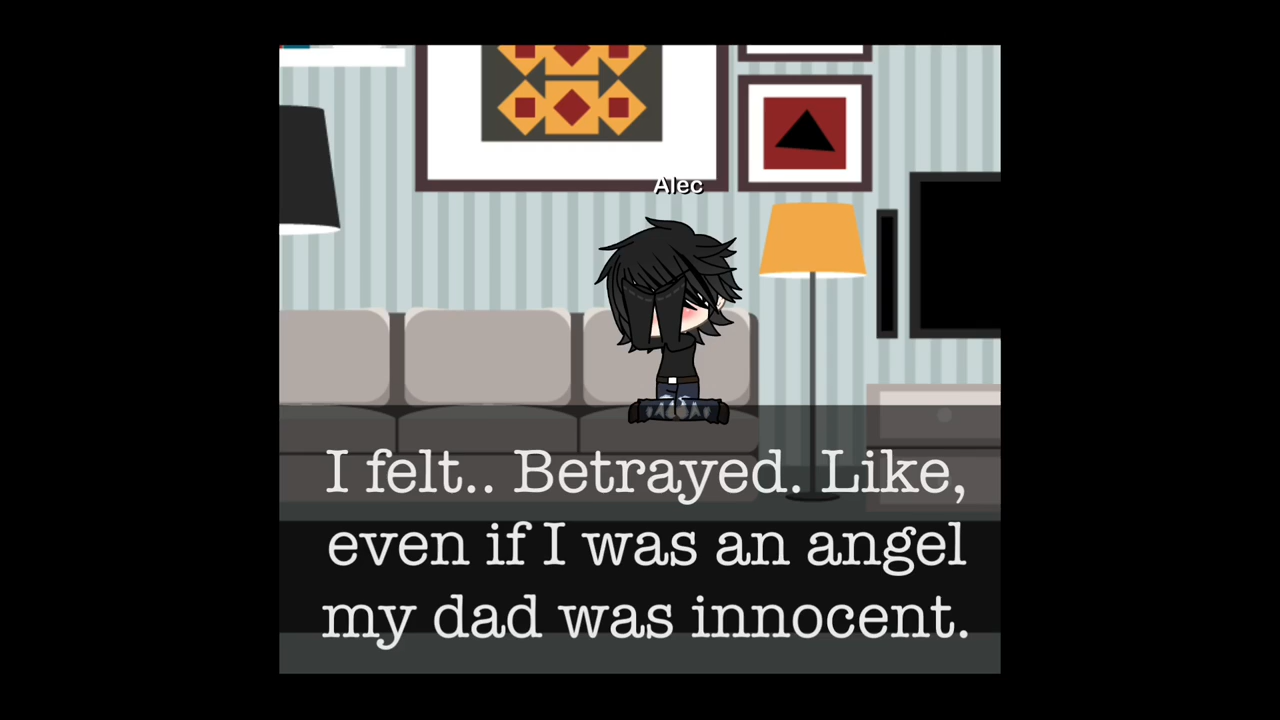 Alec
I felt.. Betrayed. Like,
even if I was an angel
my dad was innocent.